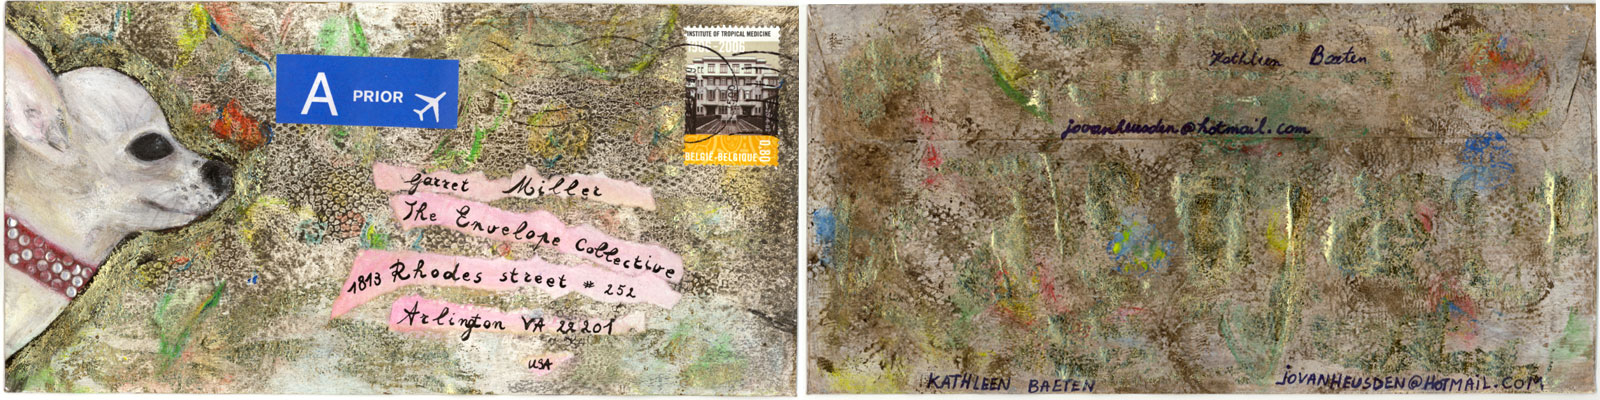 A PRIOR
INSTITUTE OF TROPICAL MEDICINE
1906-2006
BELGIË-BELGIQUE
0.80
Garret Miller
The Envelope Collective
1813 Rhodes street # 252
Arlington VA 22201
USA
Kathleen Baeten
jovanheusden@hotmail.com
KATHLEEN BAETEN
jOVANHEUSDEN@HOTMAIL.COM